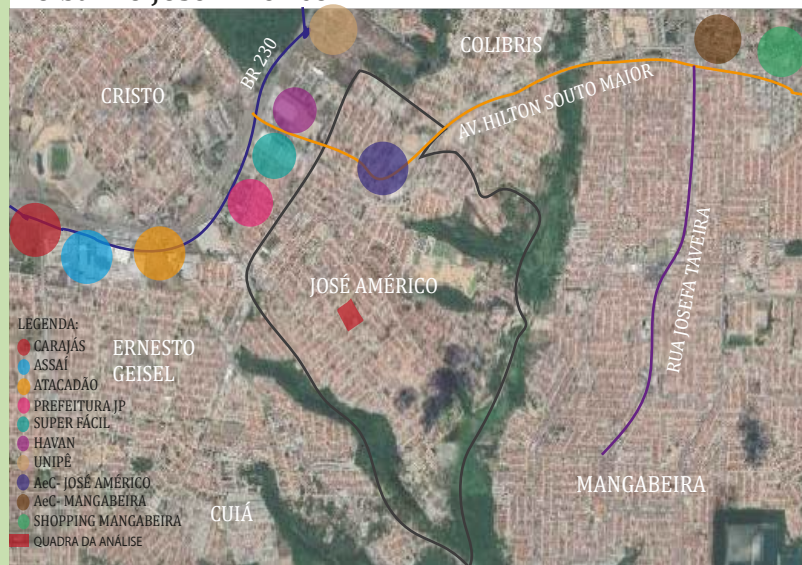 COLIBRIS
BR 230
CRISTO
AV. HILTON SOUTO MAIOR
RUA JOSEFA TAVEIRA
JOSÉ AMÉRICO
ERNESTO
GEISEL
MANGABEIRA
CUIÁ
LEGENDA:
CARAJÁS
ASSAÍ
ATACADÃO
PREFEITURA JP
SUPER FÁCIL
HAVAN
UNIPÊ
AeC- JOSÉ AMÉRICO
AeC- MANGABEIRA
SHOPPING MANGABEIRA
QUADRA DA ANÁLISE